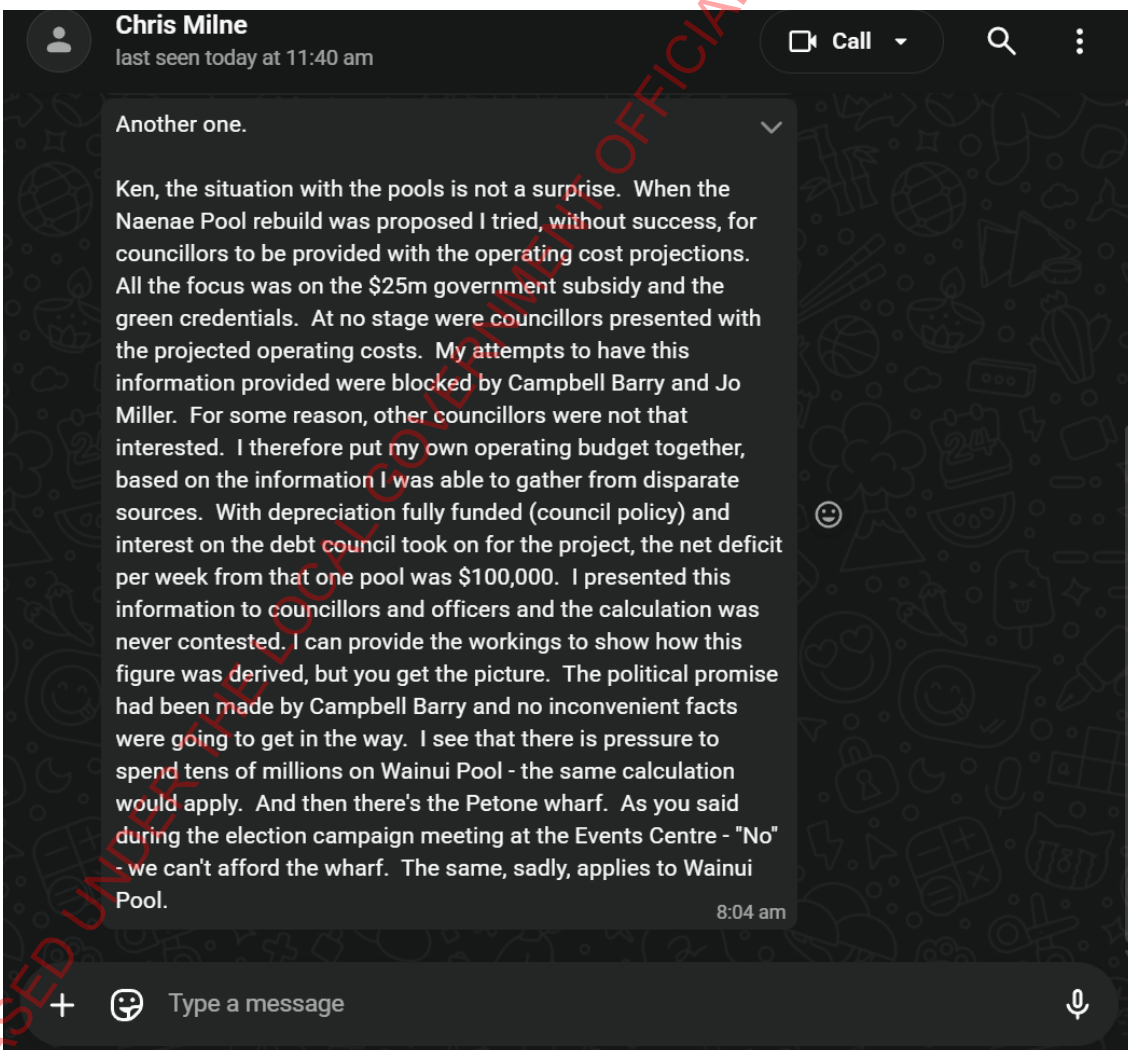 Chris Milne
last seen today at 11:40 am
Call
Another one.
Ken, the situation with the pools is not a surprise.  When the
Naenae Pool rebuild was proposed I tried, without success, for
councillors to be provided with the operating cost projections.
All the focus was on the $25m government subsidy and the
green credentials.  At no stage were councillors presented with
the projected operating costs.  My attempts to have this
information provided were blocked by Campbell Barry and Jo
Miller.  For some reason, other councillors were not that
interested.  I therefore put my own operating budget together,
based on the information I was able to gather from disparate
sources.  With depreciation fully funded (council policy) and
interest on the debt council took on for the project, the net deficit
per week from that one pool was $100,000.  I presented this
information to councillors and officers and the calculation was
never contested. I can provide the workings to show how this
figure was derived, but you get the picture.  The political promise
had been made by Campbell Barry and no inconvenient facts
were going to get in the way.  I see that there is pressure to
spend tens of millions on Wainui Pool - the same calculation
would apply.  And then there's the Petone wharf.  As you said
during the election campaign meeting at the Events Centre - "No"
- we can't afford the wharf.  The same, sadly, applies to Wainui
Pool.
8:04 am
Type a message
UNDER THE LOCAL GOVERNMENT